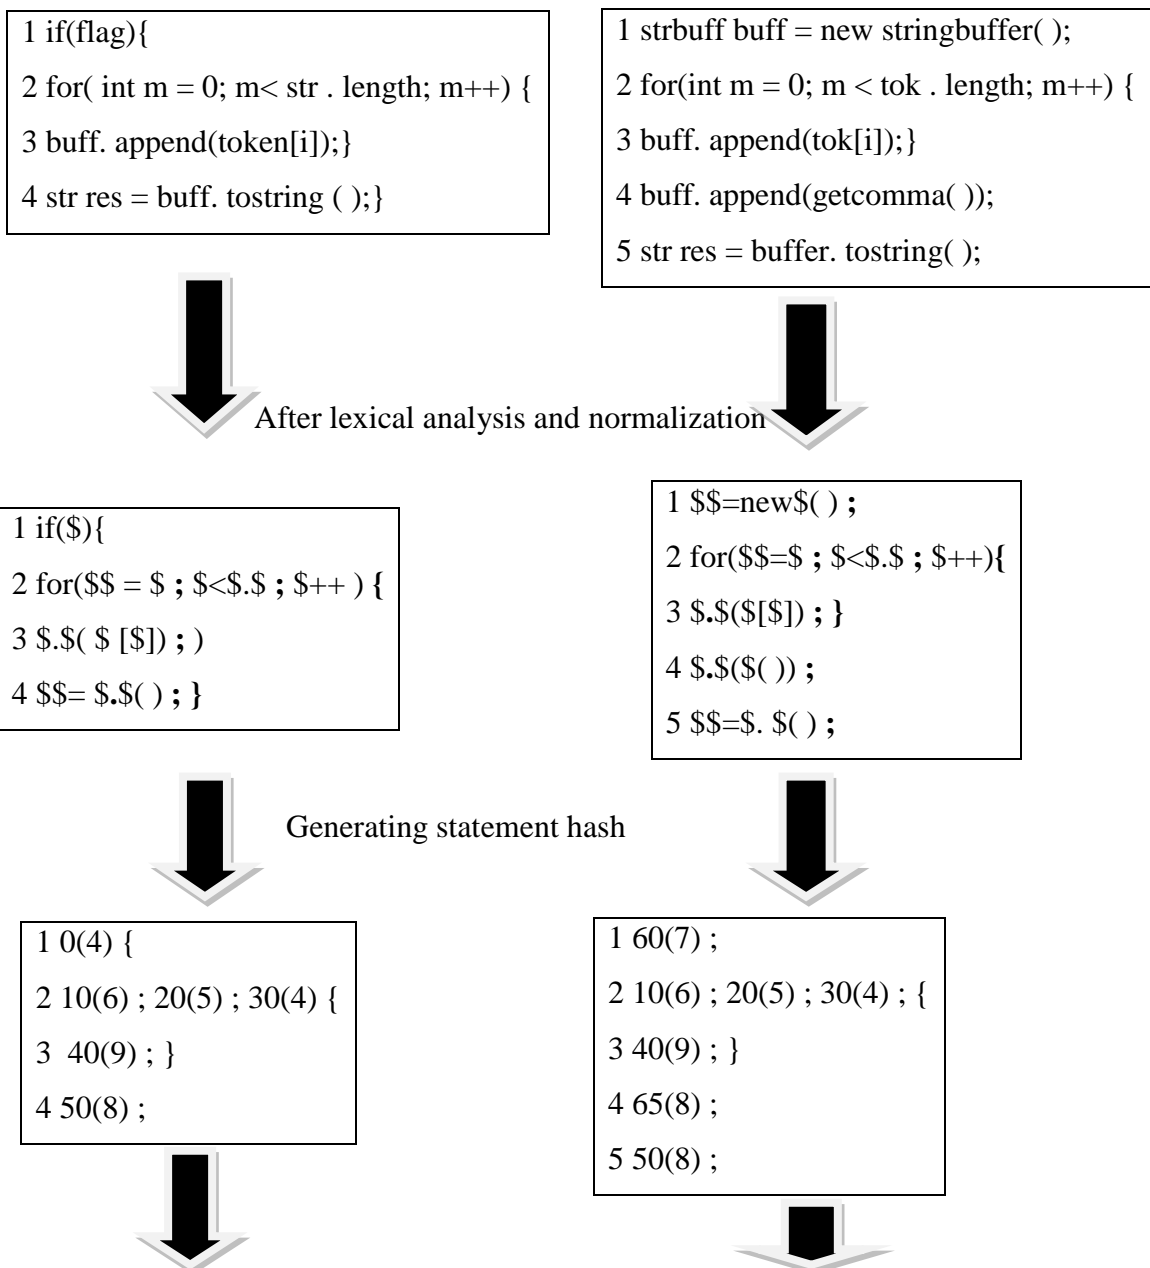 1 if(flag){
2 for( int m = 0; m< str . length; m++) {
3 buff. append(token[i]);}
4 str res = buff. tostring ( );}
1 strbuff buff = new stringbuffer( );
2 for(int m = 0; m < tok . length; m++) {
3 buff. append(tok[i]);}
4 buff. append(getcomma( ));
5 str res = buffer. tostring( );
After lexical analysis and normalization
1 if($){
2 for($$ = $ ; $<$.$ ; $++ ) {
3 $.$( $ [$]) ; )
4 $$= $.$( ) ; }
1 $$=new$( ) ;
2 for($$=$ ; $<$.$ ; $++){
3 $.$($[$]) ; }
4 $.$($( )) ;
5 $$=$. $( ) ;
Generating statement hash
1 0(4) {
2 10(6) ; 20(5) ; 30(4) {
3 40(9) ; }
4 50(8) ;
1 60(7) ;
2 10(6) ; 20(5) ; 30(4) ; {
3 40(9) ; }
4 65(8) ;
5 50(8) ;